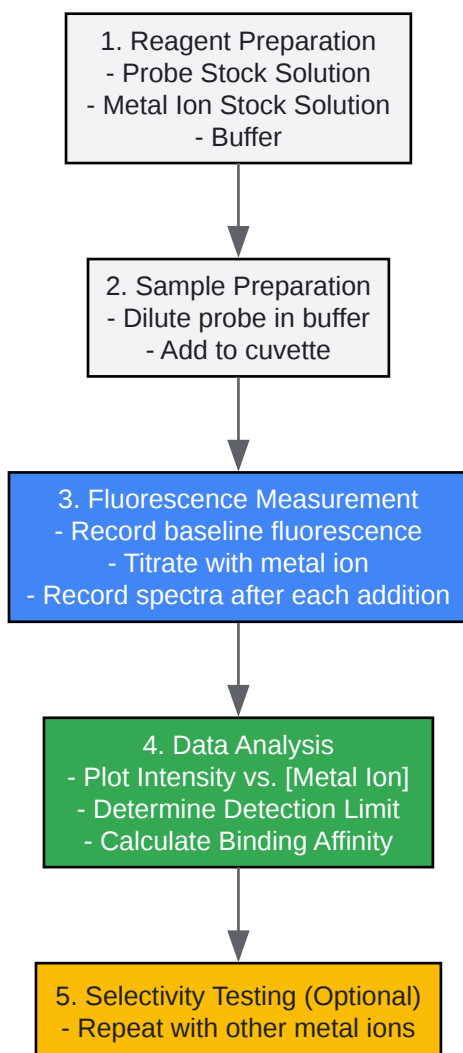 1. Reagent Preparation
- Probe Stock Solution
- Metal Ion Stock Solution
- Buffer
2. Sample Preparation
- Dilute probe in buffer
- Add to cuvette
3. Fluorescence Measurement
- Record baseline fluorescence
- Titrate with metal ion
- Record spectra after each addition
4. Data Analysis
- Plot Intensity vs. [Metal Ion]
- Determine Detection Limit
- Calculate Binding Affinity
5. Selectivity Testing (Optional)
- Repeat with other metal ions